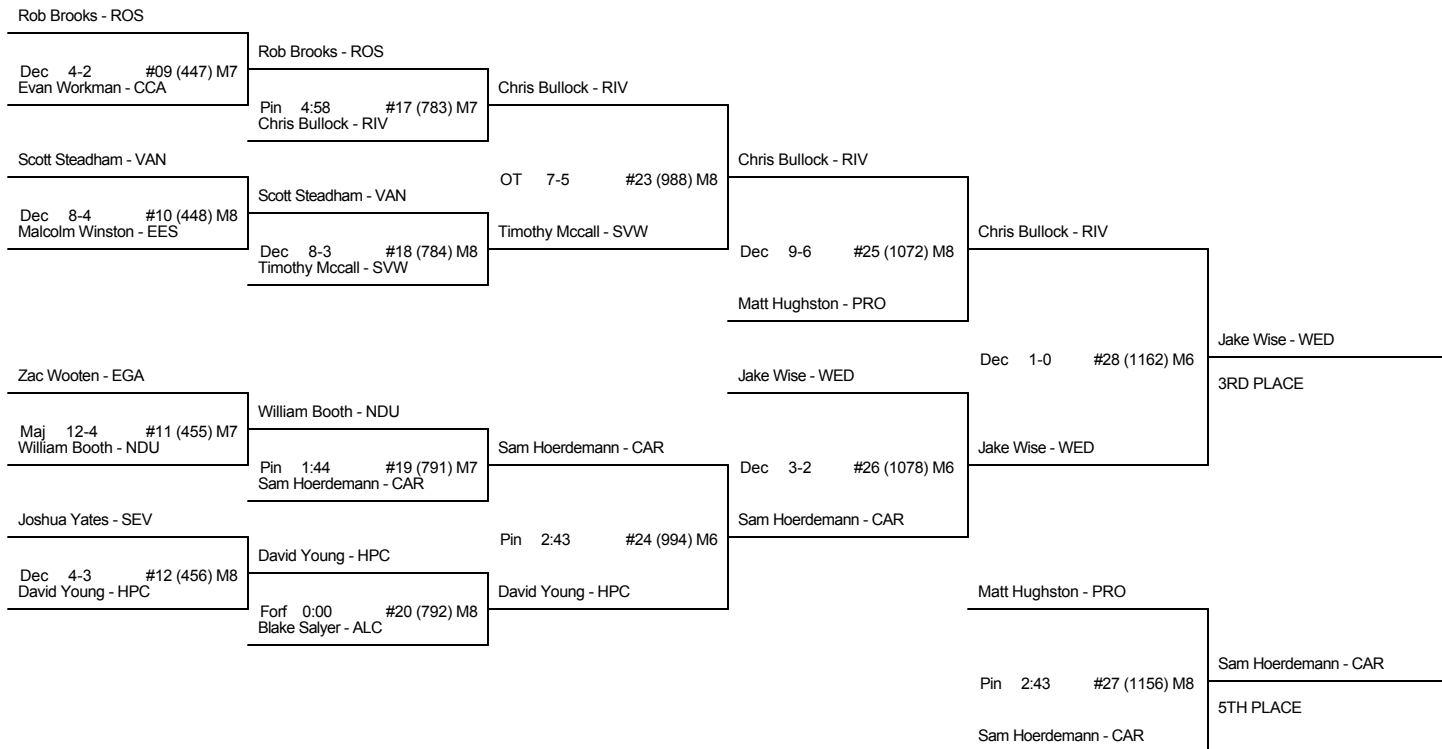 Rob Brooks - ROS
Dec 4-2 #09 (447) M7
Evan Workman - CCA
Scott Steadham - VAN
Dec 8-4 #10 (448) M8
Malcolm Winston - EES
Zac Wooten - EGA
Maj 12-4 #11 (455) M7
William Booth - NDU
Joshua Yates - SEV
Dec 4-3 #12 (456) M8
David Young - HPC
Rob Brooks - ROS
Pin 4:58 #17 (783) M7
Chris Bullock - RIV
Scott Steadham - VAN
Dec 8-3 #18 (784) M8
Timothy Mccall - SVW
William Booth - NDU
Pin 1:44 #19 (791) M7
Sam Hoerdemann - CAR
David Young - HPC
Forf 0:00 #20 (792) M8
Blake Salyer - ALC
Chris Bullock - RIV
OT 7-5 #23 (988) M8
Timothy Mccall - SVW
Sam Hoerdemann - CAR
Pin 2:43 #24 (994) M6
David Young - HPC
Chris Bullock - RIV
Dec 9-6 #25 (1072) M8
Matt Hughston - PRO
Jake Wise - WED
Dec 3-2 #26 (1078) M6
Sam Hoerdemann - CAR
Chris Bullock - RIV
Dec 1-0 #28 (1162) M6
Jake Wise - WED
Matt Hughston - PRO
Pin 2:43 #27 (1156) M8
Sam Hoerdemann - CAR
Jake Wise - WED
3RD PLACE
Sam Hoerdemann - CAR
5TH PLACE